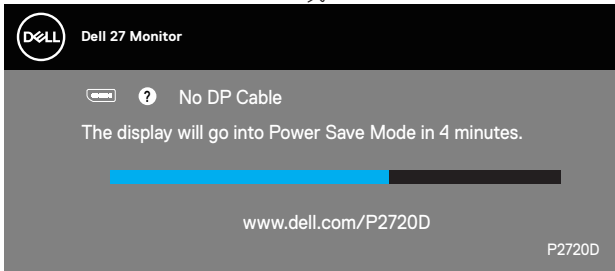 DELL
Dell 27 Monitor
? No DP Cable
The display will go into Power Save Mode in 4 minutes.
www.dell.com/P2720D
P2720D